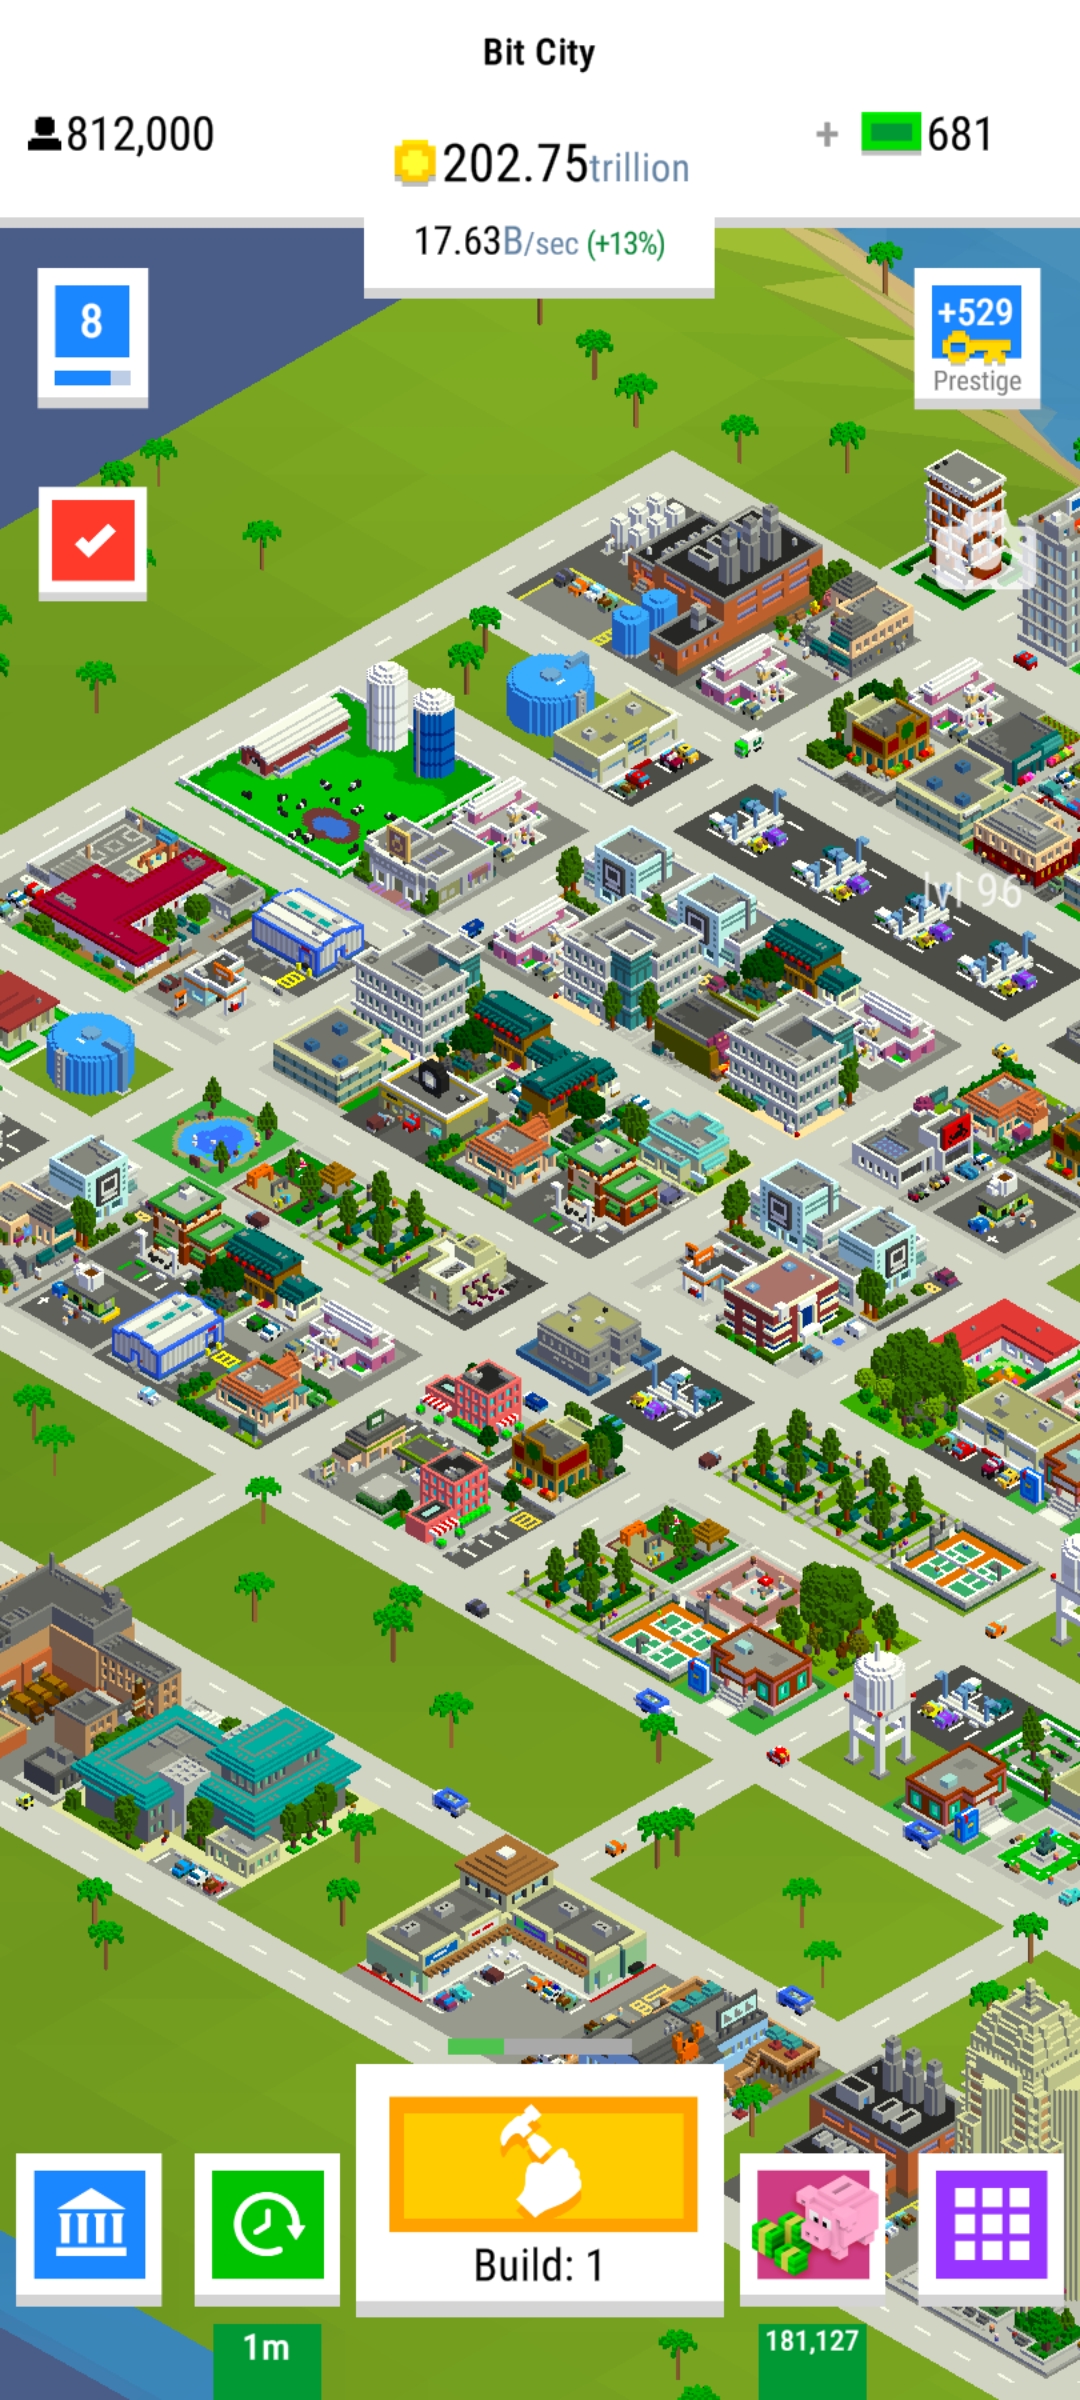 Bit City
812,000
202.75trillion
+ 681
17.63B/sec (+13%)
8
+529
Prestige
lvl 96
Build: 1
1m
181,127